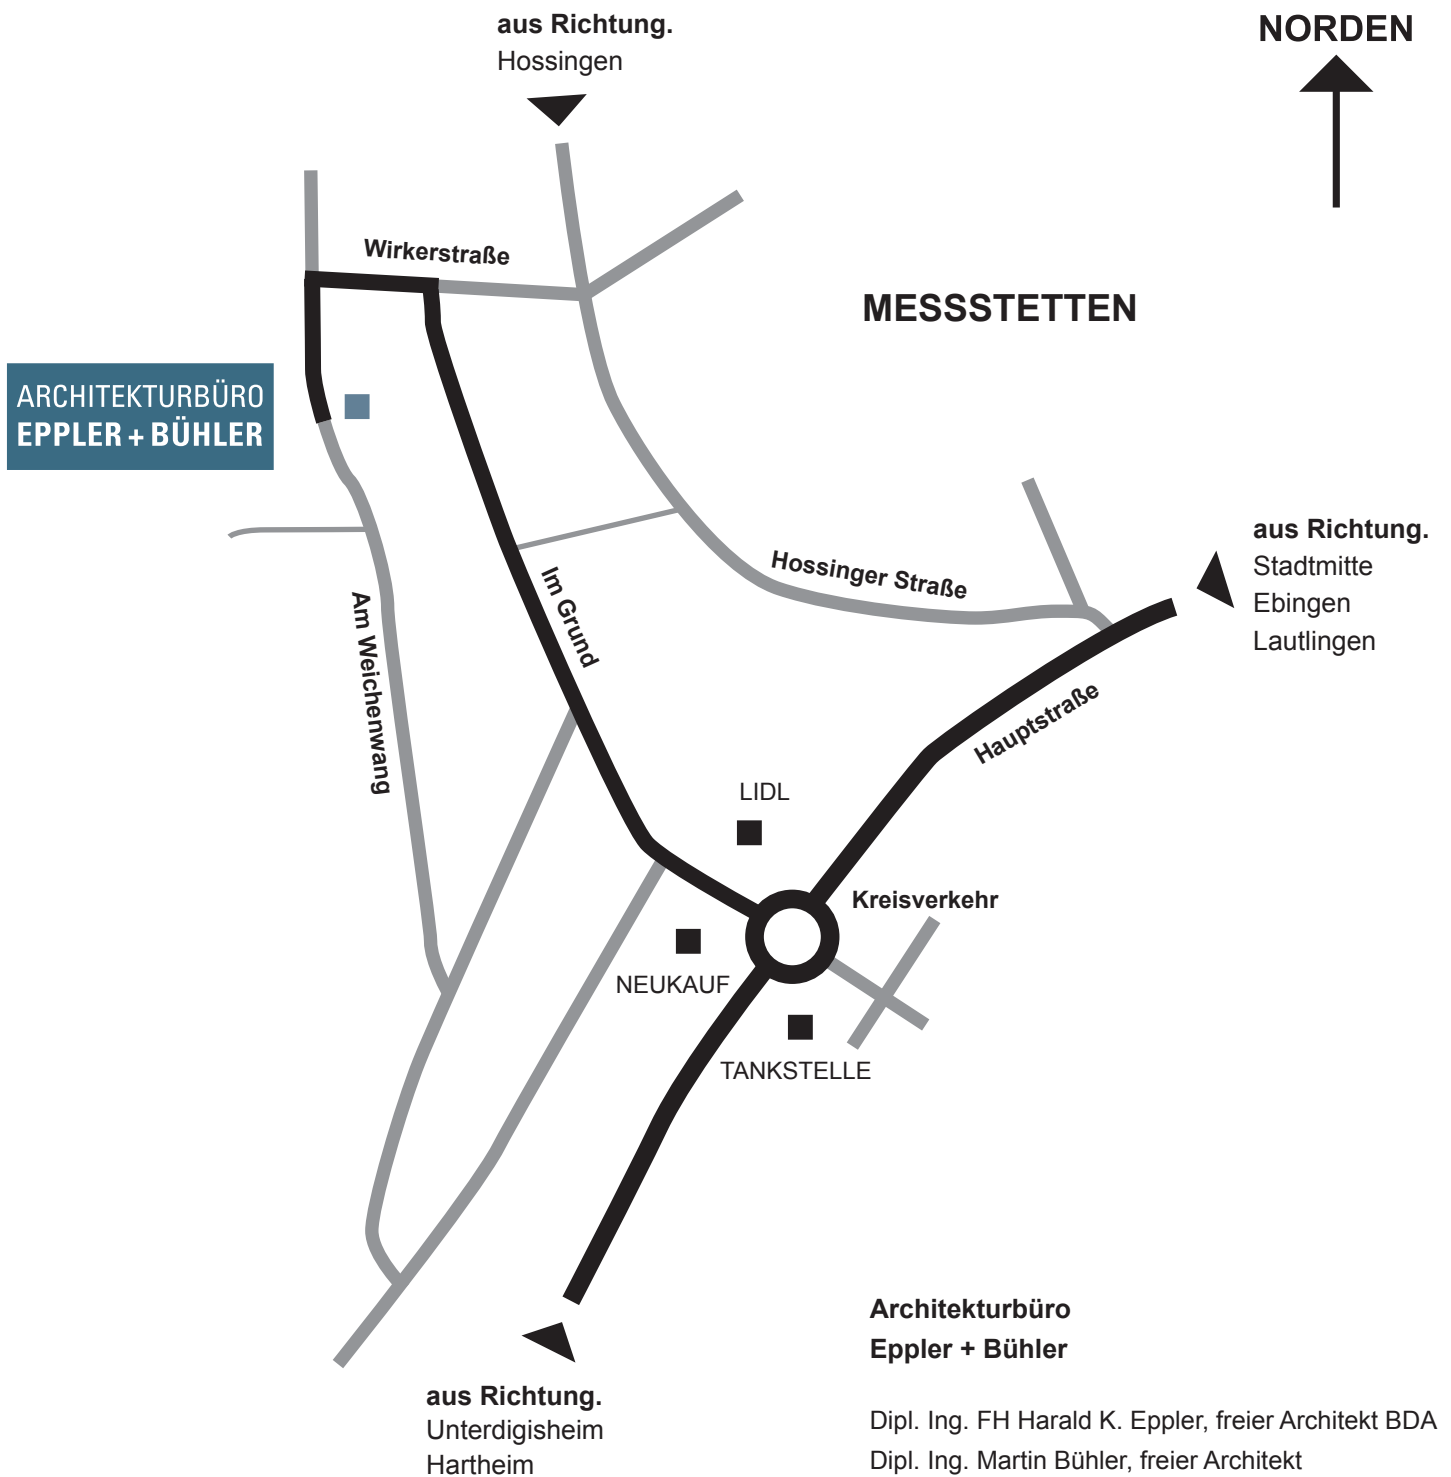 aus Richtung.
Hossingen
NORDEN
Wirkerstraße
MESSSTETTEN
ARCHITEKTURBÜRO
EPPLER + BÜHLER
aus Richtung.
Stadtmitte
Ebingen
Lautlingen
Hossinger Straße
Im Grund
Am Weichenwang
Hauptstraße
LIDL
Kreisverkehr
NEUKAUF
TANKSTELLE
aus Richtung.
Unterdigisheim
Hartheim
Architekturbüro
Eppler + Bühler
Dipl. Ing. FH Harald K. Eppler, freier Architekt BDA
Dipl. Ing. Martin Bühler, freier Architekt